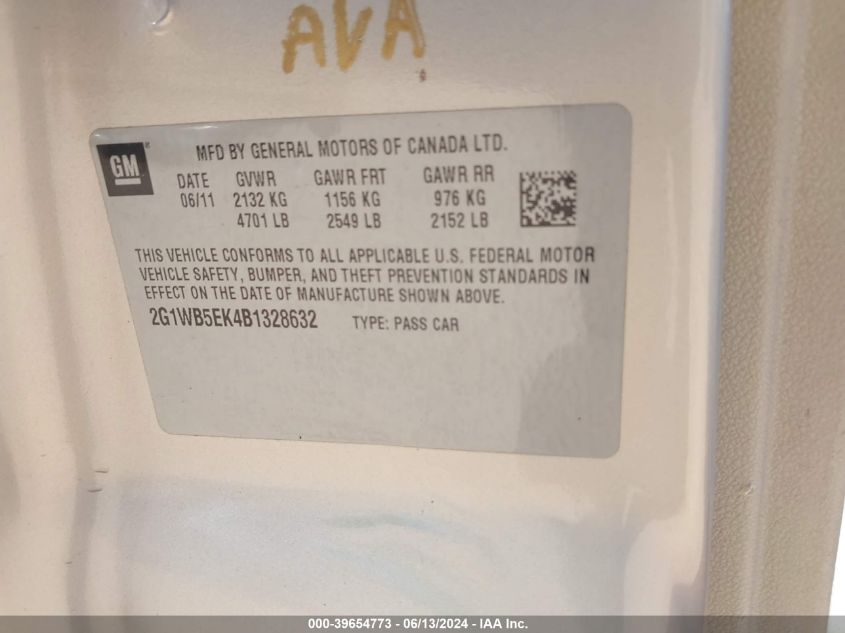 AVA
GM
MFD BY GENERAL MOTORS OF CANADA LTD.
DATE GVWR GAWR FRT GAWR RR
06/11 2132 KG 1156 KG 976 KG
4701 LB 2549 LB 2152 LB
THIS VEHICLE CONFORMS TO ALL APPLICABLE U.S. FEDERAL MOTOR
VEHICLE SAFETY, BUMPER, AND THEFT PREVENTION STANDARDS IN
EFFECT ON THE DATE OF MANUFACTURE SHOWN ABOVE.
2G1WB5EK4B1328632 TYPE: PASS CAR
000-39654773 - 06/13/2024 - IAA Inc.